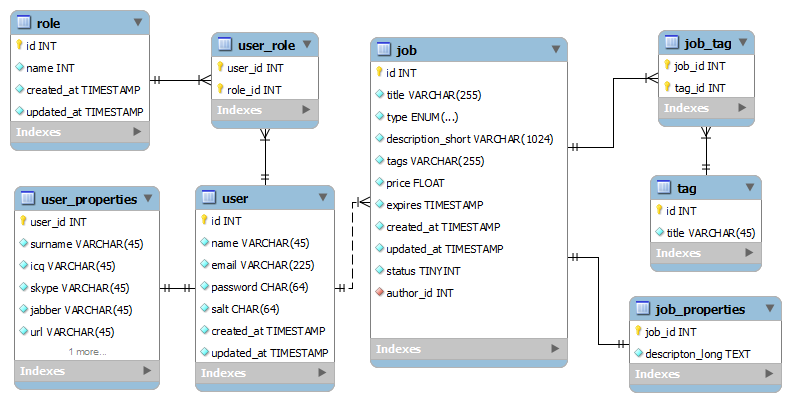 role
id INT
name INT
created_at TIMESTAMP
updated_at TIMESTAMP
Indexes
user_role
user_id INT
role_id INT
Indexes
job
id INT
title VARCHAR(255)
type ENUM(...)
description_short VARCHAR(1024)
tags VARCHAR(255)
price FLOAT
expires TIMESTAMP
created_at TIMESTAMP
updated_at TIMESTAMP
status TINYINT
author_id INT
Indexes
job_tag
job_id INT
tag_id INT
Indexes
user_properties
user_id INT
surname VARCHAR(45)
icq VARCHAR(45)
skype VARCHAR(45)
jabber VARCHAR(45)
url VARCHAR(45)
1 more...
Indexes
user
id INT
name VARCHAR(45)
email VARCHAR(225)
password CHAR(64)
salt CHAR(64)
created_at TIMESTAMP
updated_at TIMESTAMP
Indexes
tag
id INT
title VARCHAR(45)
Indexes
job_properties
job_id INT
descripton_long TEXT
Indexes